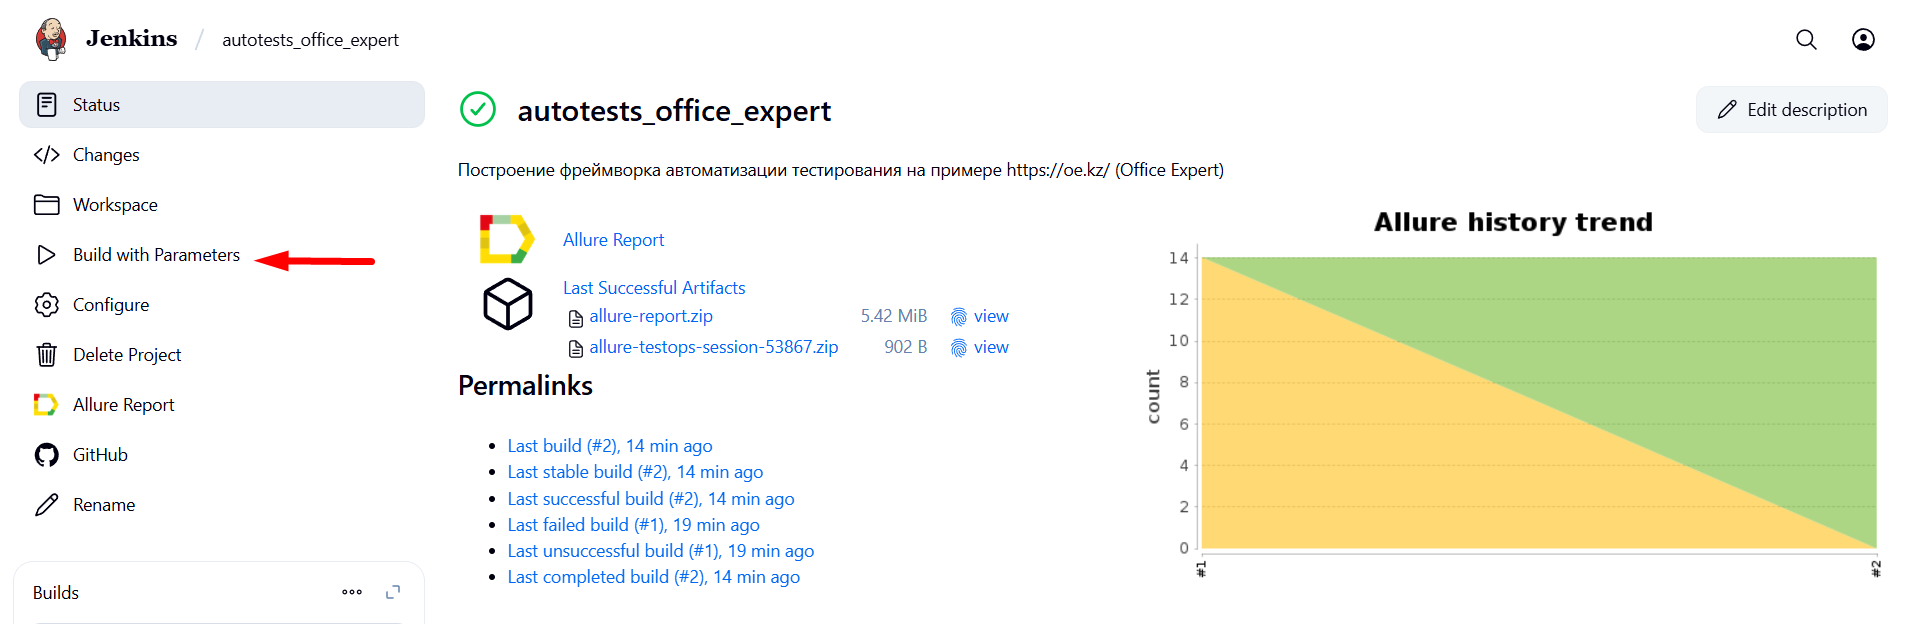 Jenkins / autotests_office_expert
Status
Changes
Workspace
Build with Parameters
Configure
Delete Project
Allure Report
GitHub
Rename
Builds
autotests_office_expert
Edit description
Построение фреймворка автоматизации тестирования на примере https://oe.kz/ (Office Expert)
Allure Report
Last Successful Artifacts
allure-report.zip 5.42 MiB view
allure-testops-session-53867.zip 902 B view
Permalinks
Last build (#2), 14 min ago
Last stable build (#2), 14 min ago
Last successful build (#2), 14 min ago
Last failed build (#1), 19 min ago
Last unsuccessful build (#1), 19 min ago
Last completed build (#2), 14 min ago
Allure history trend
count
14
12
10
8
6
4
2
0
#1
#2